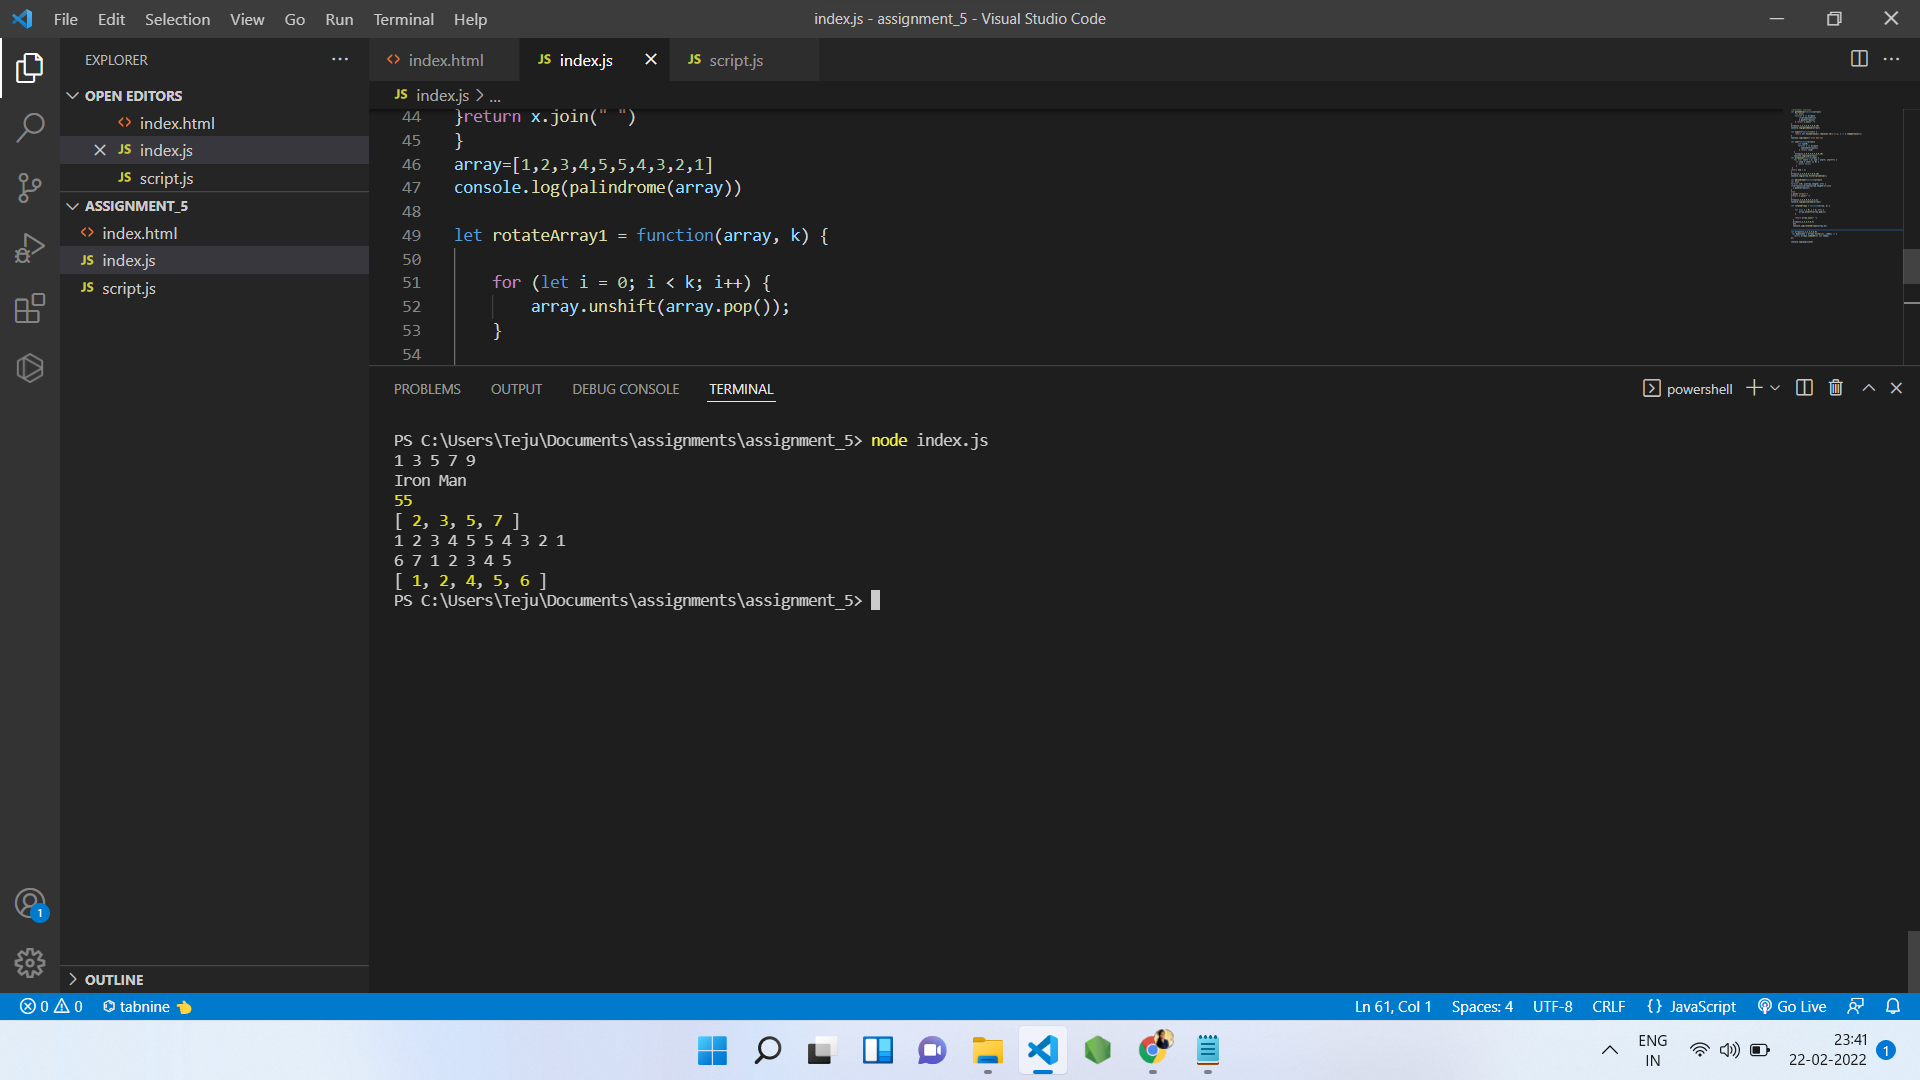 File Edit Selection View Go Run Terminal Help
index.js - assignment_5 - Visual Studio Code
EXPLORER
OPEN EDITORS
index.html
JS index.js
JS script.js
ASSIGNMENT_5
index.html
JS index.js
JS script.js
OUTLINE
index.html JS index.js JS script.js
JS index.js > ...
44 }return x.join(" ")
45 }
46 array=[1,2,3,4,5,5,4,3,2,1]
47 console.log(palindrome(array))
48
49 let rotateArray1 = function(array, k) {
50
51 for (let i = 0; i < k; i++) {
52 array.unshift(array.pop());
53 }
54
PROBLEMS OUTPUT DEBUG CONSOLE TERMINAL
powershell
PS C:\Users\Teju\Documents\assignments\assignment_5> node index.js
1 3 5 7 9
Iron Man
55
[ 2, 3, 5, 7 ]
1 2 3 4 5 5 4 3 2 1
6 7 1 2 3 4 5
[ 1, 2, 4, 5, 6 ]
PS C:\Users\Teju\Documents\assignments\assignment_5>
1
0 0 tabnine
Ln 61, Col 1 Spaces: 4 UTF-8 CRLF {} JavaScript Go Live
ENG
IN
23:41
22-02-2022
1